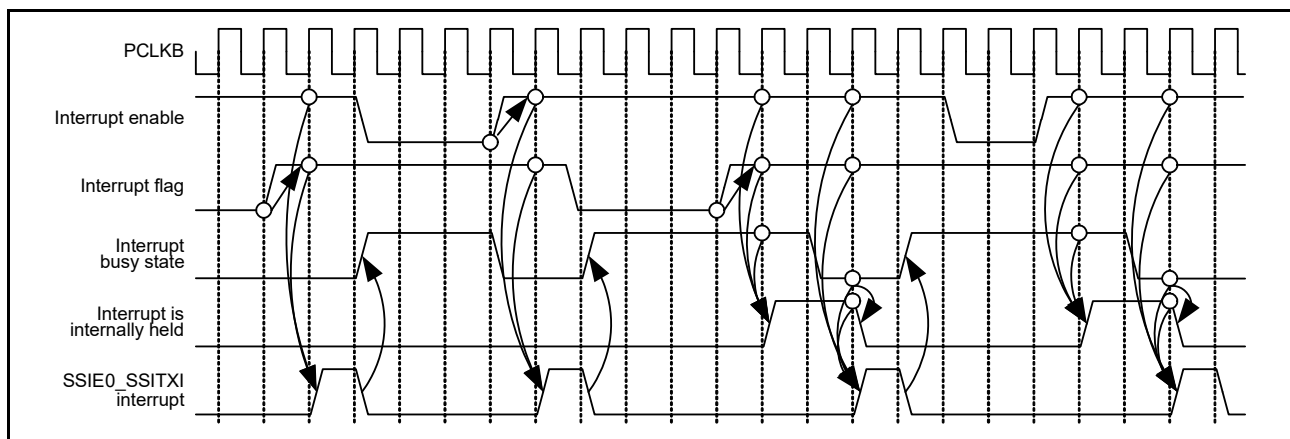 PCLKB
Interrupt enable
Interrupt flag
Interrupt
busy state
Interrupt is
internally held
SSIE0_SSITXI
interrupt